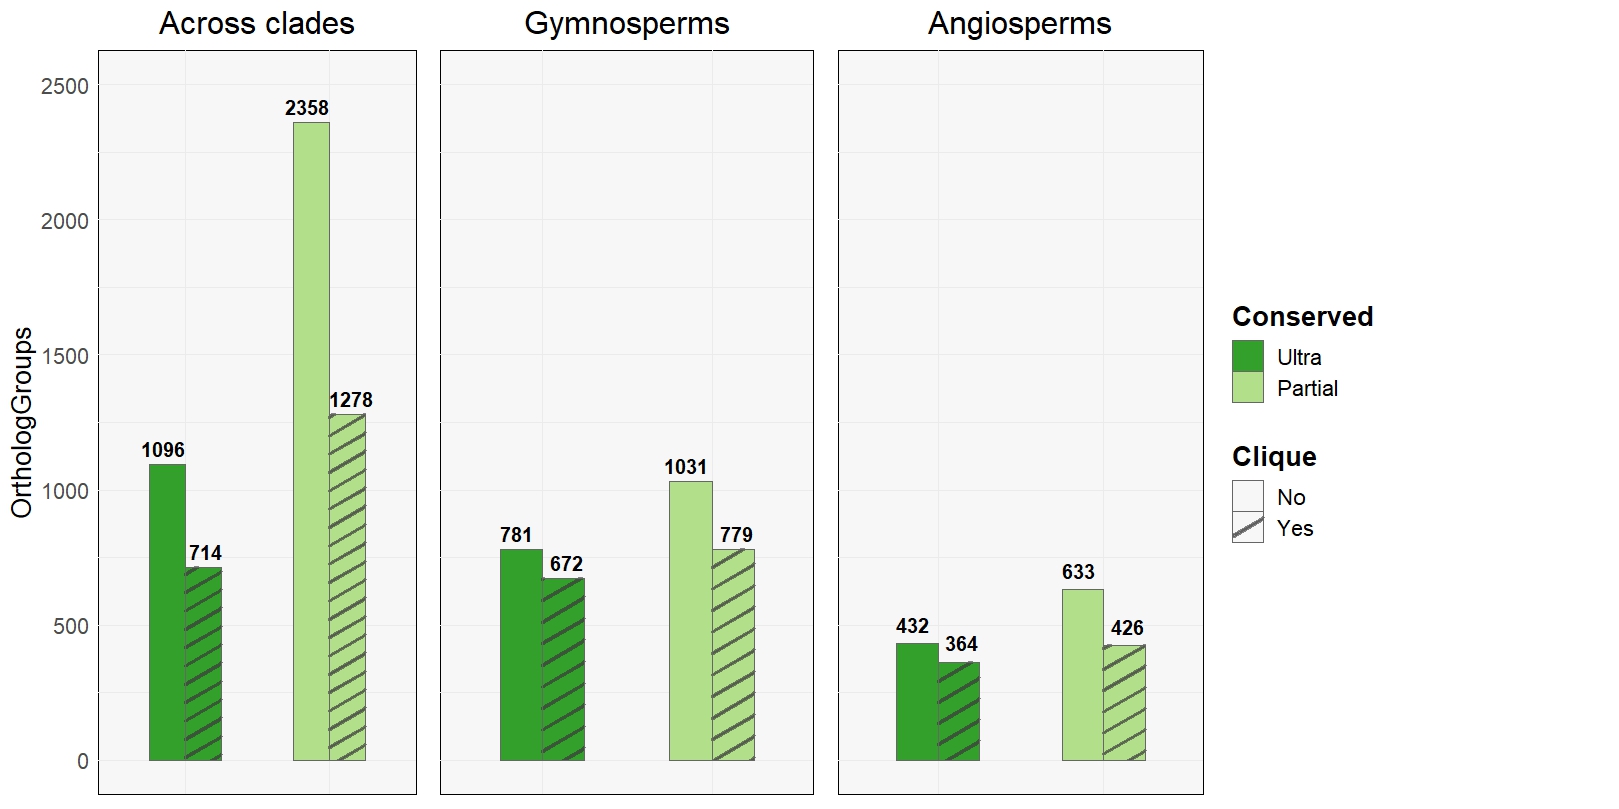 Across clades
Gymnosperms
Angiosperms
OrthologGroups
2500
2000
1500
1000
500
0
1096
714
2358
1278
781
672
1031
779
432
364
633
426
Conserved
Ultra
Partial
Clique
No
Yes